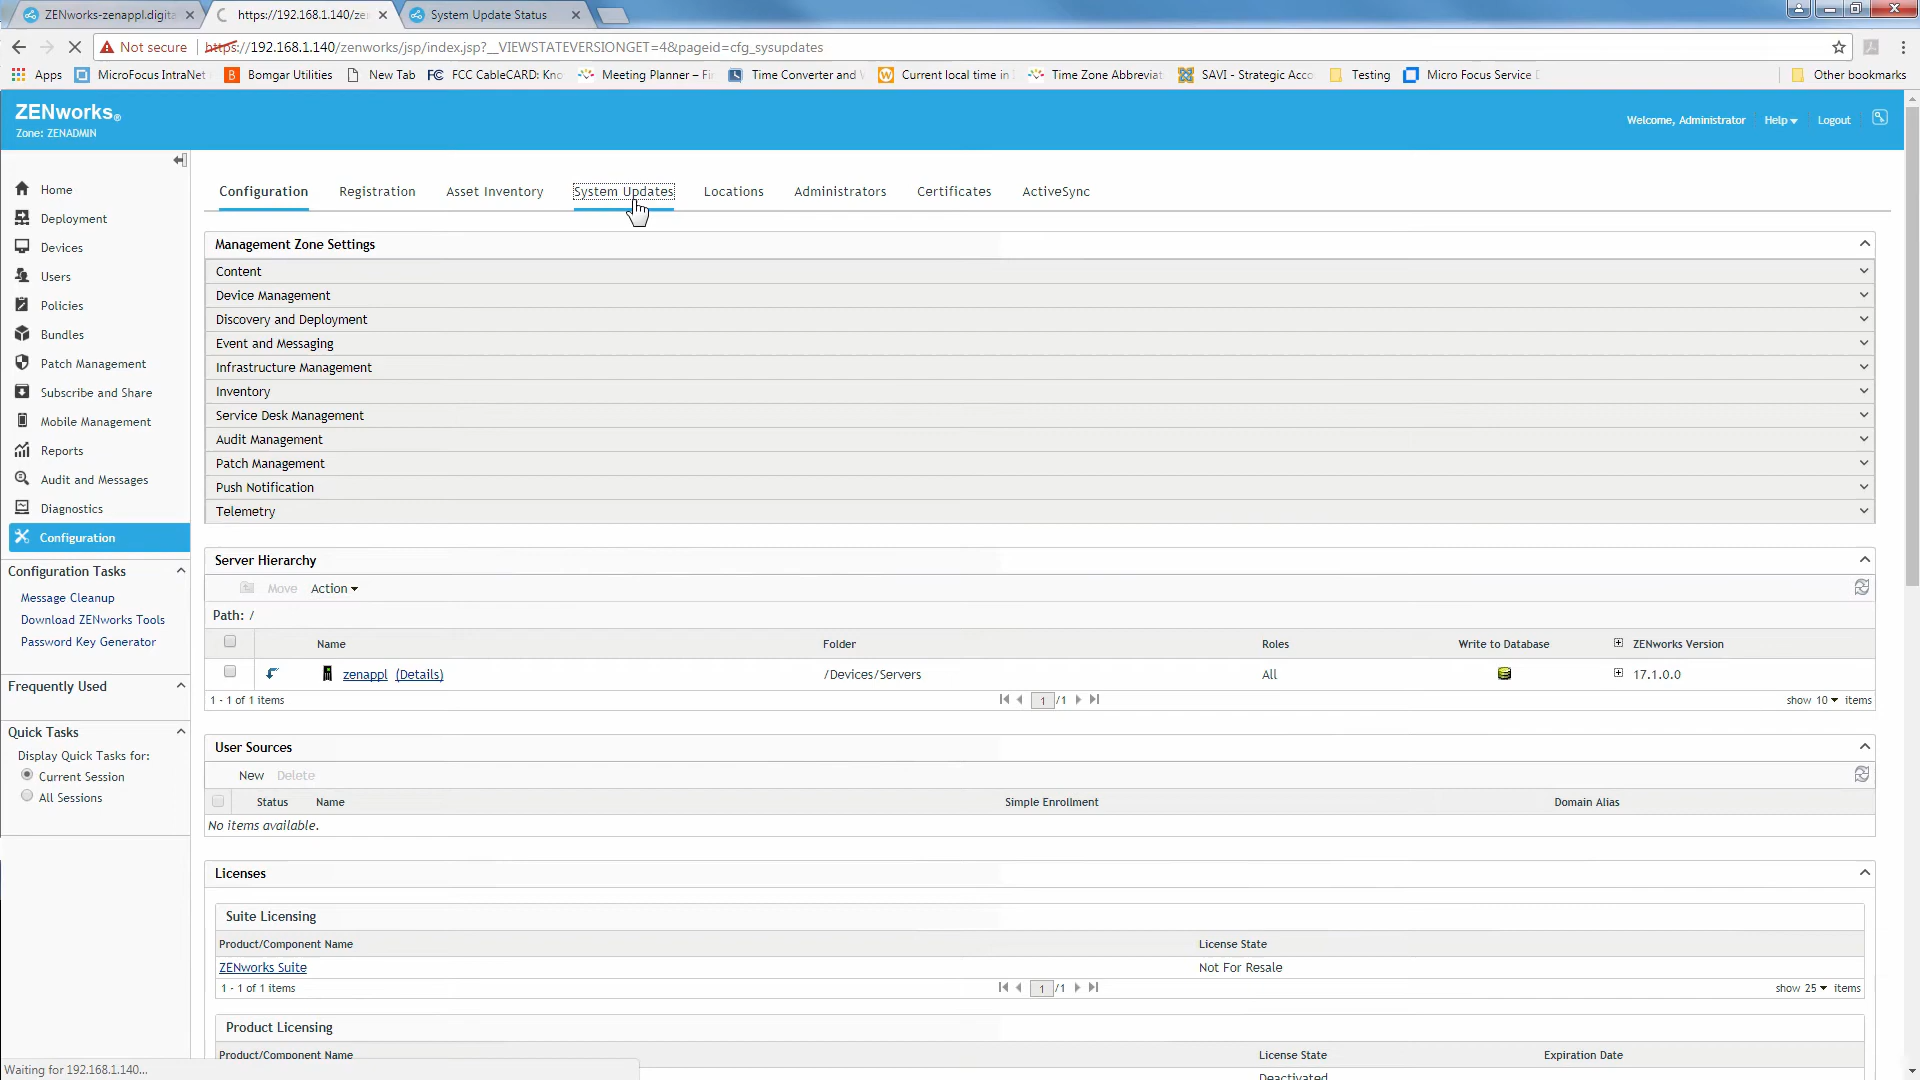 ZENworks-zenappl.digita
https://192.168.1.140/ze
System Update Status
Not secure
https://192.168.1.140/zenworks/jsp/index.jsp?__VIEWSTATEVERSIONGET=4&pageid=cfg_sysupdates
Apps
MicroFocus IntraNet
Bomgar Utilities
New Tab
FCC CableCARD: Kno
Meeting Planner – Fi
Time Converter and
Current local time in
Time Zone Abbreviat
SAVI - Strategic Acco
Testing
Micro Focus Service D
Other bookmarks
ZENworks®
Zone: ZENADMIN
Welcome, Administrator
Help
Logout
Home
Deployment
Devices
Users
Policies
Bundles
Patch Management
Subscribe and Share
Mobile Management
Reports
Audit and Messages
Diagnostics
Configuration
Configuration Tasks
Message Cleanup
Download ZENworks Tools
Password Key Generator
Frequently Used
Quick Tasks
Display Quick Tasks for:
Current Session
All Sessions
Configuration
Registration
Asset Inventory
System Updates
Locations
Administrators
Certificates
ActiveSync
Management Zone Settings
Content
Device Management
Discovery and Deployment
Event and Messaging
Infrastructure Management
Inventory
Service Desk Management
Audit Management
Patch Management
Push Notification
Telemetry
Server Hierarchy
Move
Action
Path: /
Name
Folder
Roles
Write to Database
ZENworks Version
zenappl (Details)
/Devices/Servers
All
17.1.0.0
1 - 1 of 1 items
1 /1
show 10 items
User Sources
New
Delete
Status
Name
Simple Enrollment
Domain Alias
No items available.
Licenses
Suite Licensing
Product/Component Name
License State
ZENworks Suite
Not For Resale
1 - 1 of 1 items
1 /1
show 25 items
Product Licensing
Product/Component Name
License State
Expiration Date
Deactivated
Waiting for 192.168.1.140...